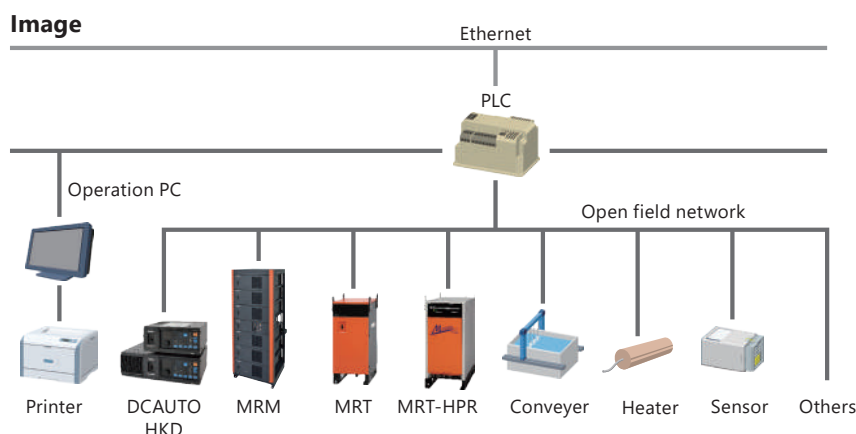 Image
Ethernet
PLC
Operation PC
Open field network
Printer
DCAUTO
HKD
MRM
MRT
MRT-HPR
Conveyer
Heater
Sensor
Others